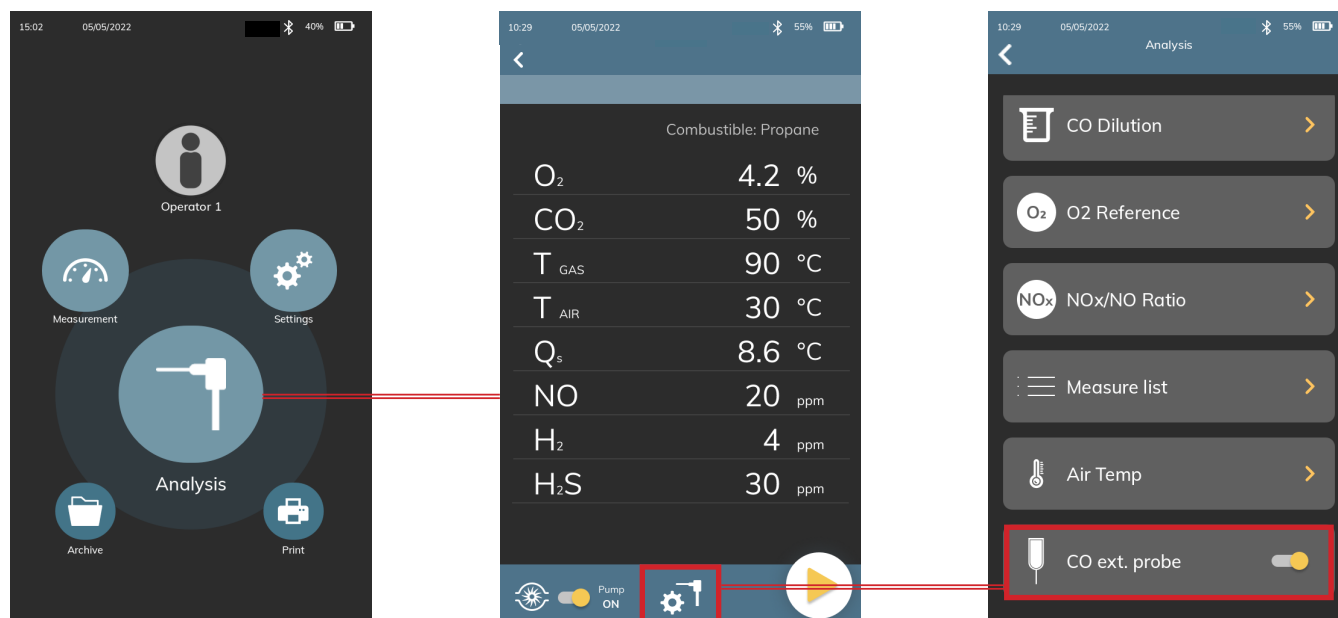 15:02 05/05/2022 40%
Operator 1
Measurement
Settings
Analysis
Archive
Print
10:29 05/05/2022 55%
Combustible: Propane
O₂ 4.2 %
CO₂ 50 %
T GAS 90 °C
T AIR 30 °C
Qₛ 8.6 °C
NO 20 ppm
H₂ 4 ppm
H₂S 30 ppm
Pump
ON
10:29 05/05/2022 55%
Analysis
CO Dilution
O₂ O2 Reference
NOx NOx/NO Ratio
Measure list
Air Temp
CO ext. probe